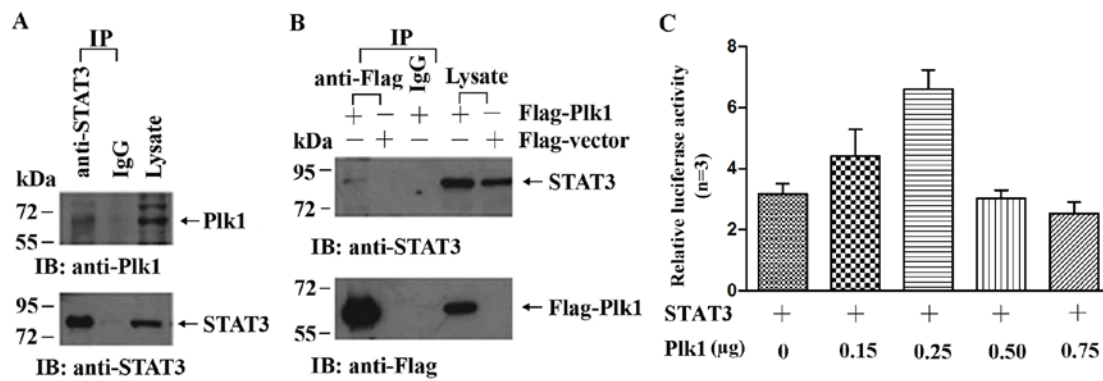 A
IP
anti-STAT3
IgG
Lysate
kDa
72
55
Plk1
IB: anti-Plk1
95
72
STAT3
IB: anti-STAT3
B
IP
anti-Flag
IgG
Lysate
+ − + + − Flag-Plk1
− + − − + Flag-vector
kDa
95
72
STAT3
IB: anti-STAT3
72
55
Flag-Plk1
IB: anti-Flag
C
Relative luciferase activity
(n=3)
8
6
4
2
0
STAT3 + + + + +
Plk1 (μg) 0 0.15 0.25 0.50 0.75